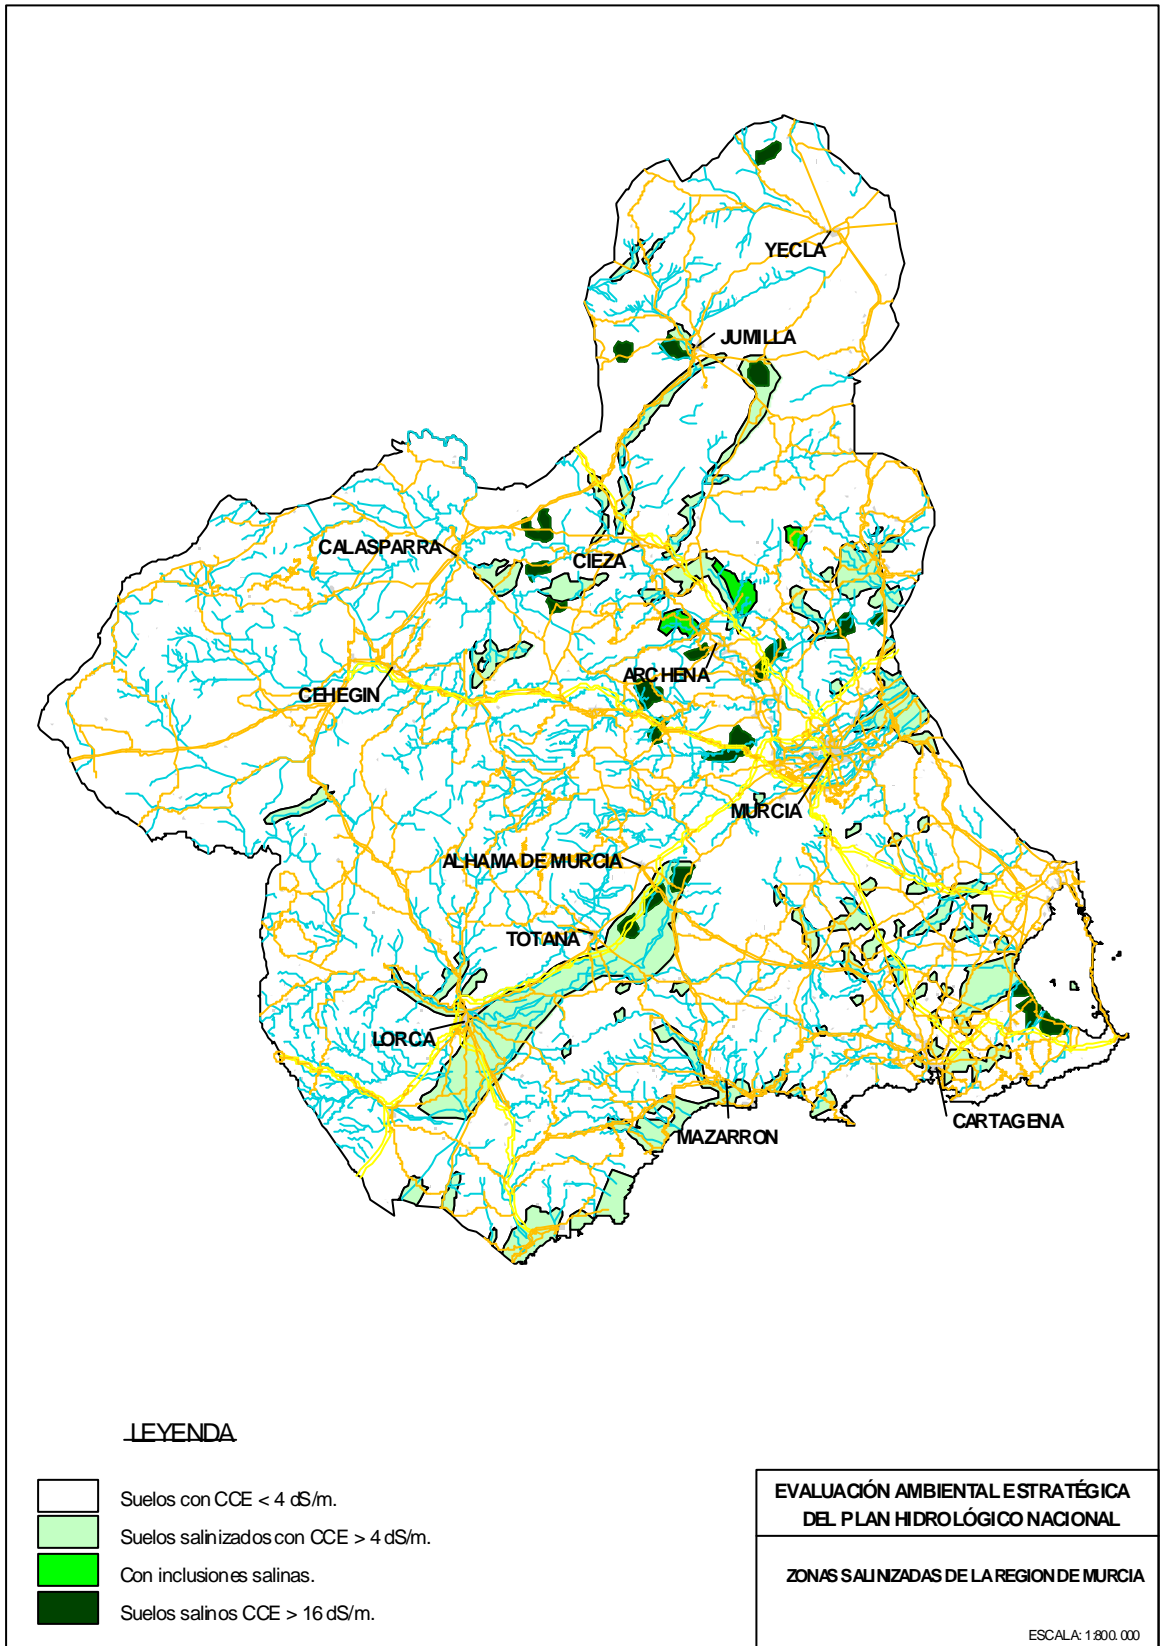 YECLA
JUMILLA
CALASPARRA
CIEZA
ARCHENA
CEHEGIN
MURCIA
ALHAMA DE MURCIA
TOTANA
LORCA
CARTAGENA
MAZARRON
LEYENDA
Suelos con CCE < 4 dS/m.
Suelos salinizados con CCE > 4 dS/m.
Con inclusiones salinas.
Suelos salinos CCE > 16 dS/m.
EVALUACIÓN AMBIENTAL ESTRATÉGICA
DEL PLAN HIDROLÓGICO NACIONAL
ZONAS SALINIZADAS DE LA REGION DE MURCIA
ESCALA: 1:800.000